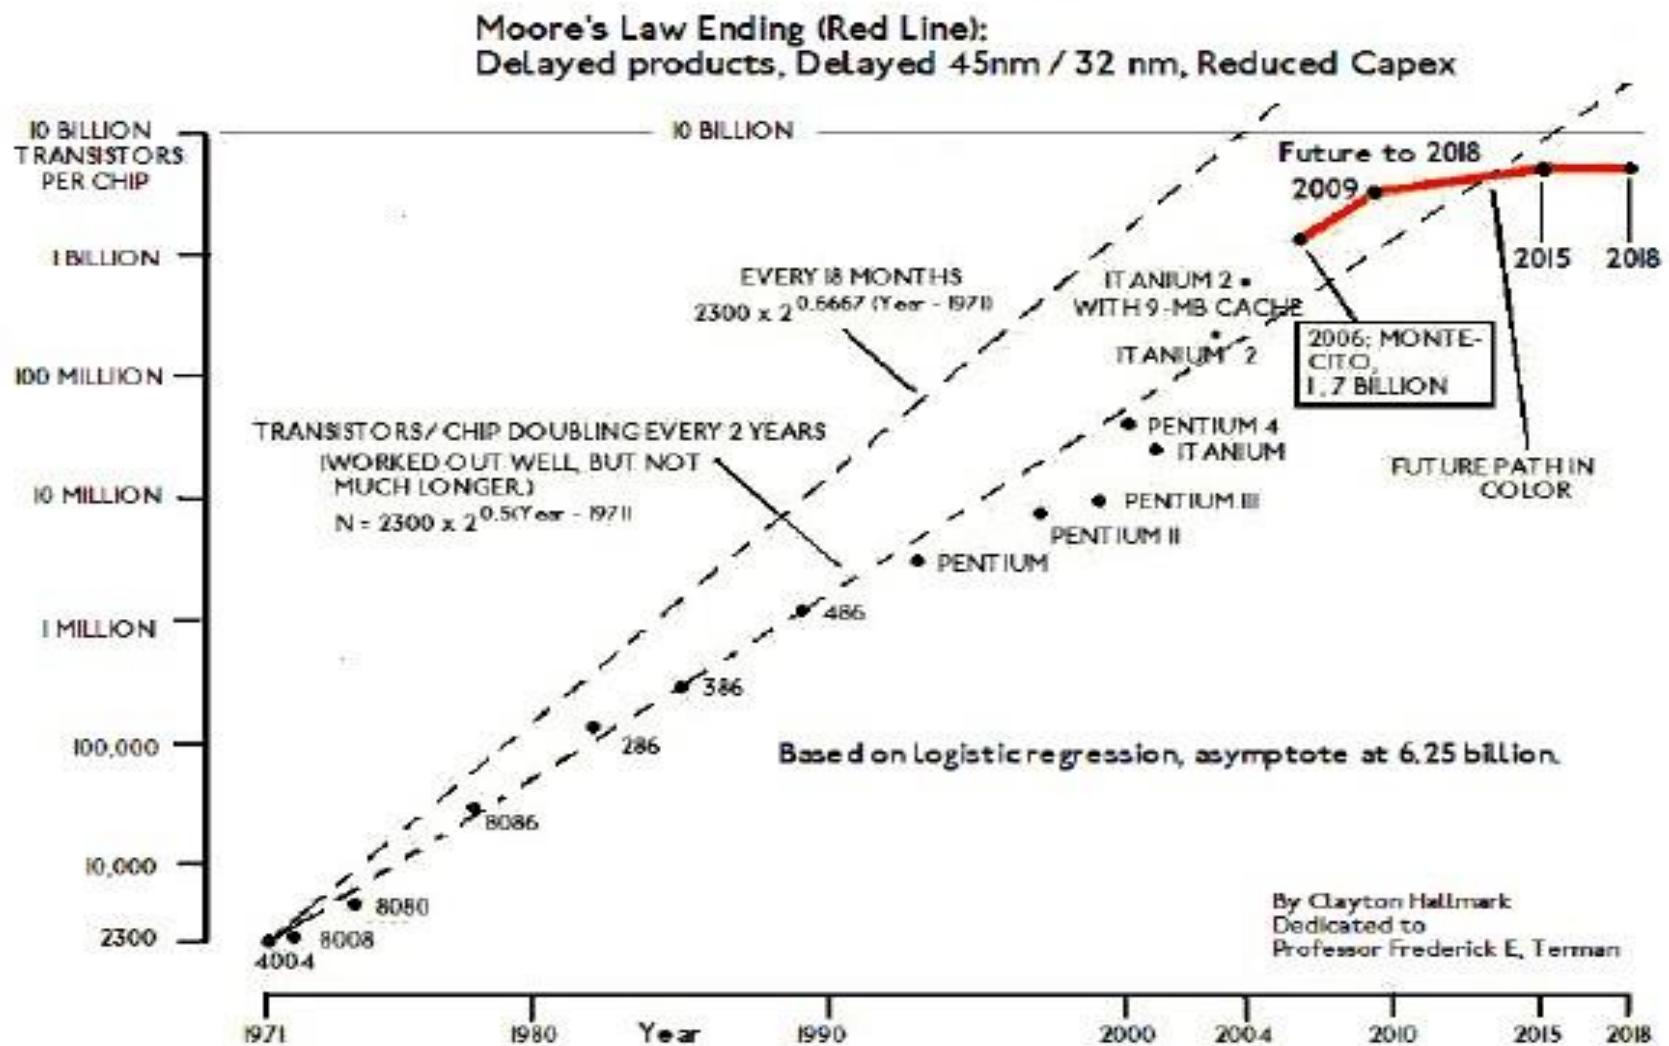 Moore's Law Ending (Red Line):
Delayed products, Delayed 45nm / 32 nm, Reduced Capex
10 BILLION
TRANSISTORS
PER CHIP
10 BILLION
Future to 2018
2009
1 BILLION
2015
2018
EVERY 18 MONTHS
2300 x 2^0.6667 (Year - 1971)
ITANIUM 2
WITH 9-MB CACHE
ITANIUM 2
2006: MONTE-
CITO,
1,7 BILLION
100 MILLIION
TRANSISTORS/ CHIP DOUBLING EVERY 2 YEARS
(WORKED OUT WELL, BUT NOT
MUCH LONGER.)
N = 2300 x 2^0.5(Year - 1971)
PENTIUM 4
ITANIUM
FUTURE PATH IN
COLOR
10 MILLION
PENTIUM III
PENTIUM II
PENTIUM
1 MILLION
486
386
100,000
286
Based on logistic regression, asymptote at 6.25 billion.
8086
10,000
8080
2300
8008
4004
By Clayton Hallmark
Dedicated to
Professor Frederick E, Terman
1971
1980
Year
1990
2000
2004
2010
2015
2018